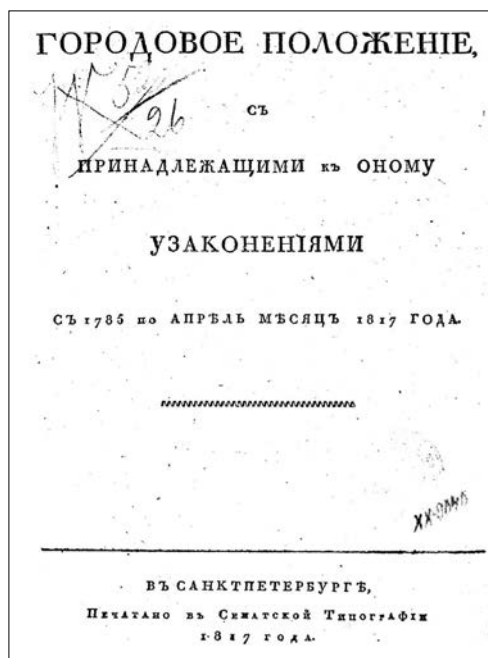 ГОРОДОВОЕ ПОЛОЖЕНІЕ,
съ
ПРИНАДЛЕЖАЩИМИ къ ОНОМУ
УЗАКОНЕНІЯМИ
СЪ 1785 по АПРѢЛЬ МѢСЯЦЪ 1817 ГОДА.
ВЪ САНКТПЕТЕРБУРГѢ,
Печатано въ Сенатской Типографіи
1817 года.